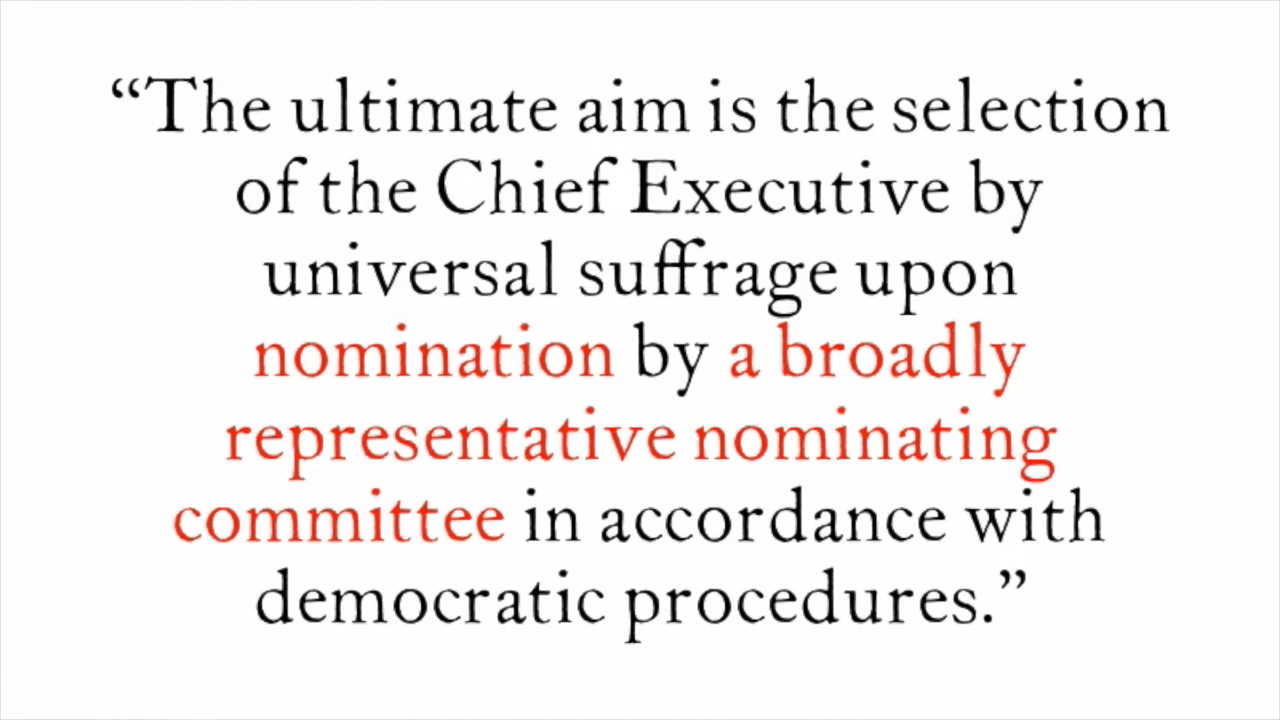 “The ultimate aim is the selection
of the Chief Executive by
universal suffrage upon
nomination by a broadly
representative nominating
committee in accordance with
democratic procedures.”